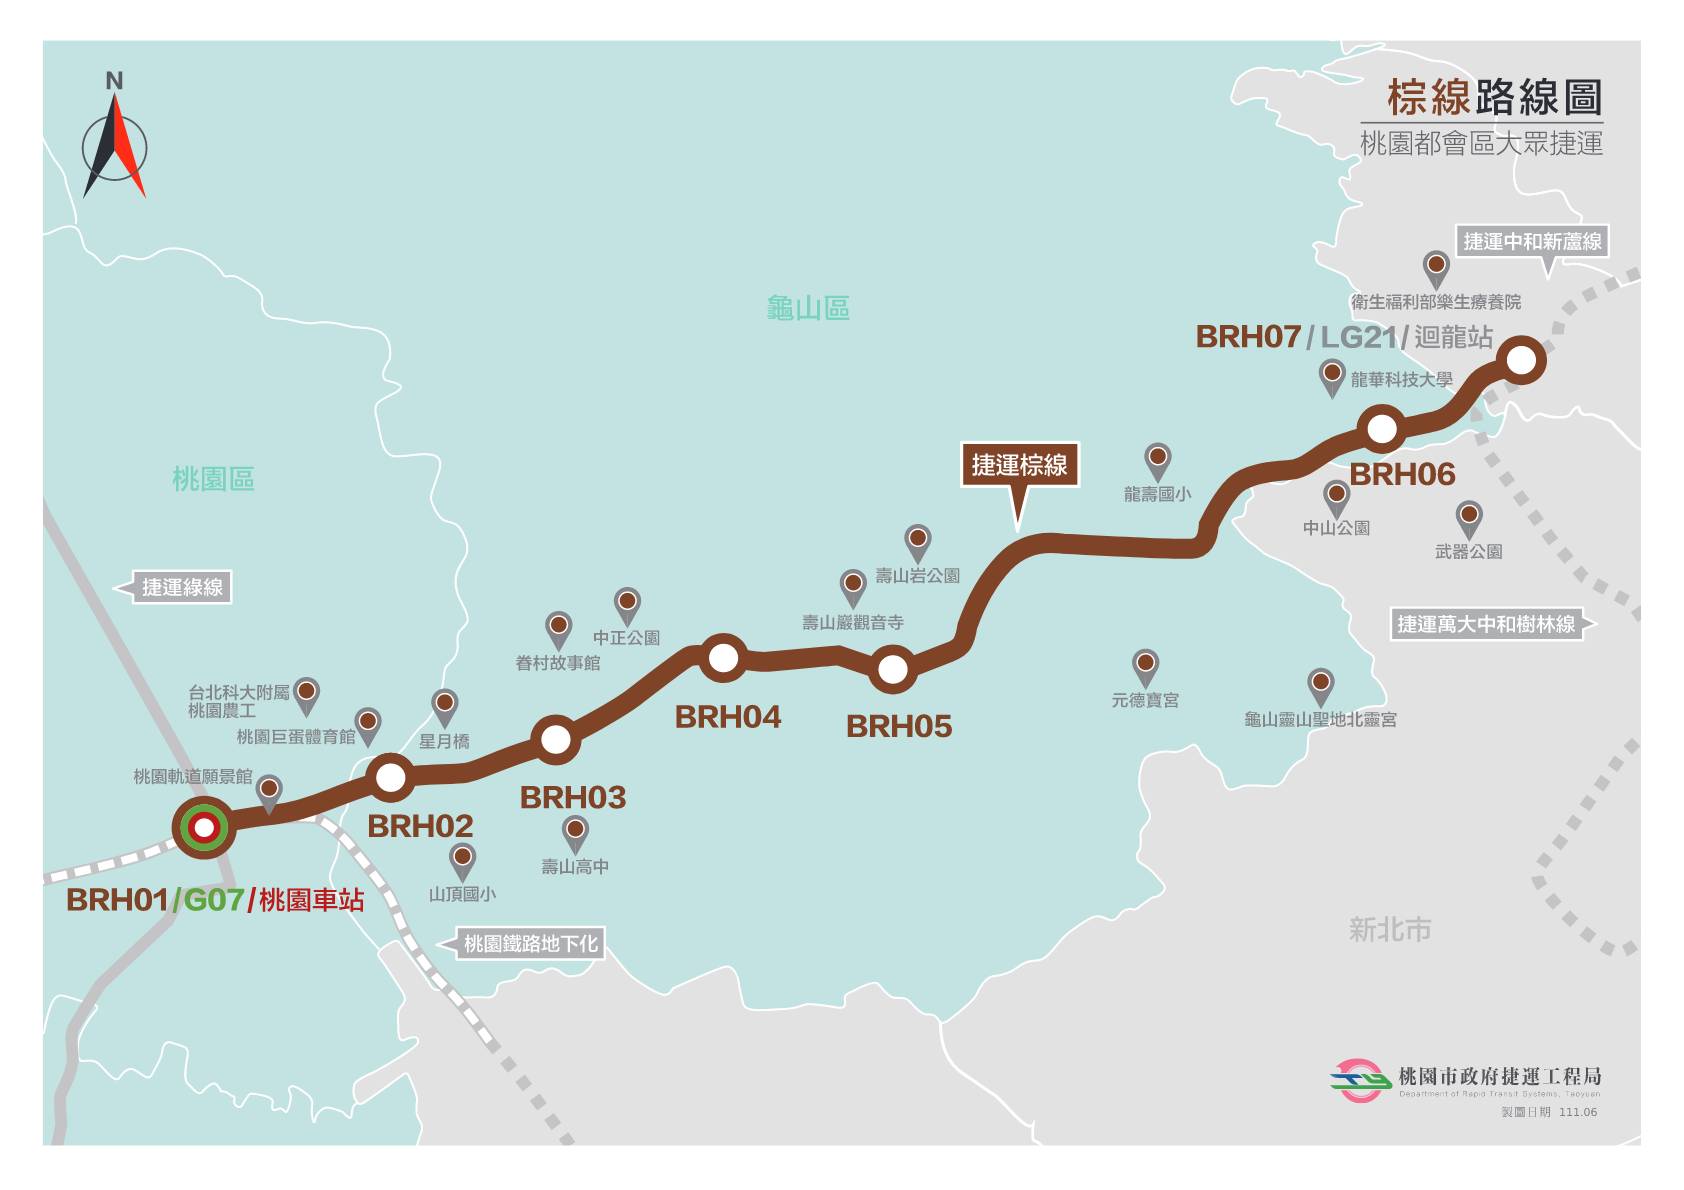 N
棕線路線圖
桃園都會區大眾捷運
捷運中和新蘆線
衛生福利部樂生療養院
龜山區
BRH07/LG21/迴龍站
龍華科技大學
捷運棕線
BRH06
桃園區
龍壽國小
中山公園
武器公園
壽山岩公園
捷運綠線
壽山巖觀音寺
捷運萬大中和樹林線
中正公園
眷村故事館
台北科大附屬
桃園農工
元德寶宮
龜山靈山聖地北靈宮
BRH04
BRH05
桃園巨蛋體育館
星月橋
桃園軌道願景館
BRH03
BRH02
壽山高中
山頂國小
BRH01/G07/桃園車站
新北市
桃園鐵路地下化
桃園市政府捷運工程局
Department of Rapid Transit Systems, Taoyuan
製圖日期 111.06